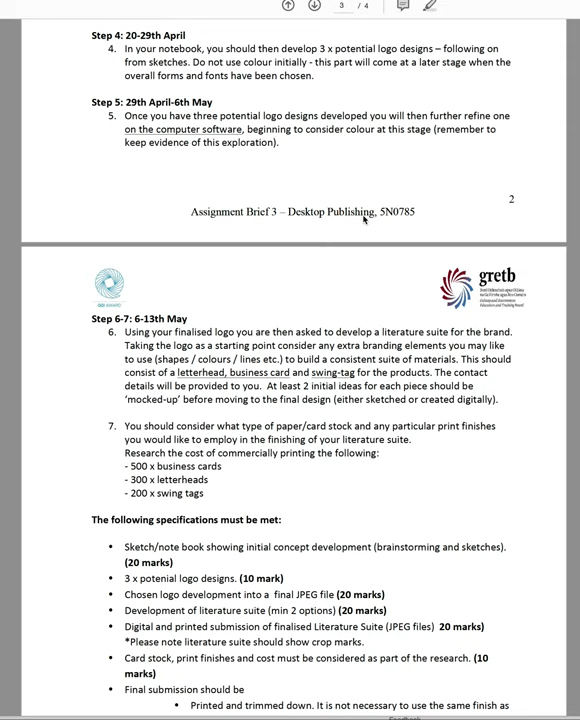 3 / 4
Step 4: 20-29th April
4. In your notebook, you should then develop 3 x potential logo designs – following on
from sketches. Do not use colour initially - this part will come at a later stage when the
overall forms and fonts have been chosen.
Step 5: 29th April-6th May
5. Once you have three potential logo designs developed you will then further refine one
on the computer software, beginning to consider colour at this stage (remember to
keep evidence of this exploration).
2
Assignment Brief 3 – Desktop Publishing, 5N0785
gretb
Step 6-7: 6-13th May
6. Using your finalised logo you are then asked to develop a literature suite for the brand.
Taking the logo as a starting point consider any extra branding elements you may like
to use (shapes / colours / lines etc.) to build a consistent suite of materials. This should
consist of a letterhead, business card and swing-tag for the products. The contact
details will be provided to you.  At least 2 initial ideas for each piece should be
‘mocked-up’ before moving to the final design (either sketched or created digitally).
7. You should consider what type of paper/card stock and any particular print finishes
you would like to employ in the finishing of your literature suite.
Research the cost of commercially printing the following:
- 500 x business cards
- 300 x letterheads
- 200 x swing tags
The following specifications must be met:
• Sketch/note book showing initial concept development (brainstorming and sketches).
(20 marks)
• 3 x potenial logo designs. (10 mark)
• Chosen logo development into a  final JPEG file (20 marks)
• Development of literature suite (min 2 options) (20 marks)
• Digital and printed submission of finalised Literature Suite (JPEG files)  20 marks)
*Please note literature suite should show crop marks.
• Card stock, print finishes and cost must be considered as part of the research. (10
marks)
• Final submission should be
• Printed and trimmed down. It is not necessary to use the same finish as